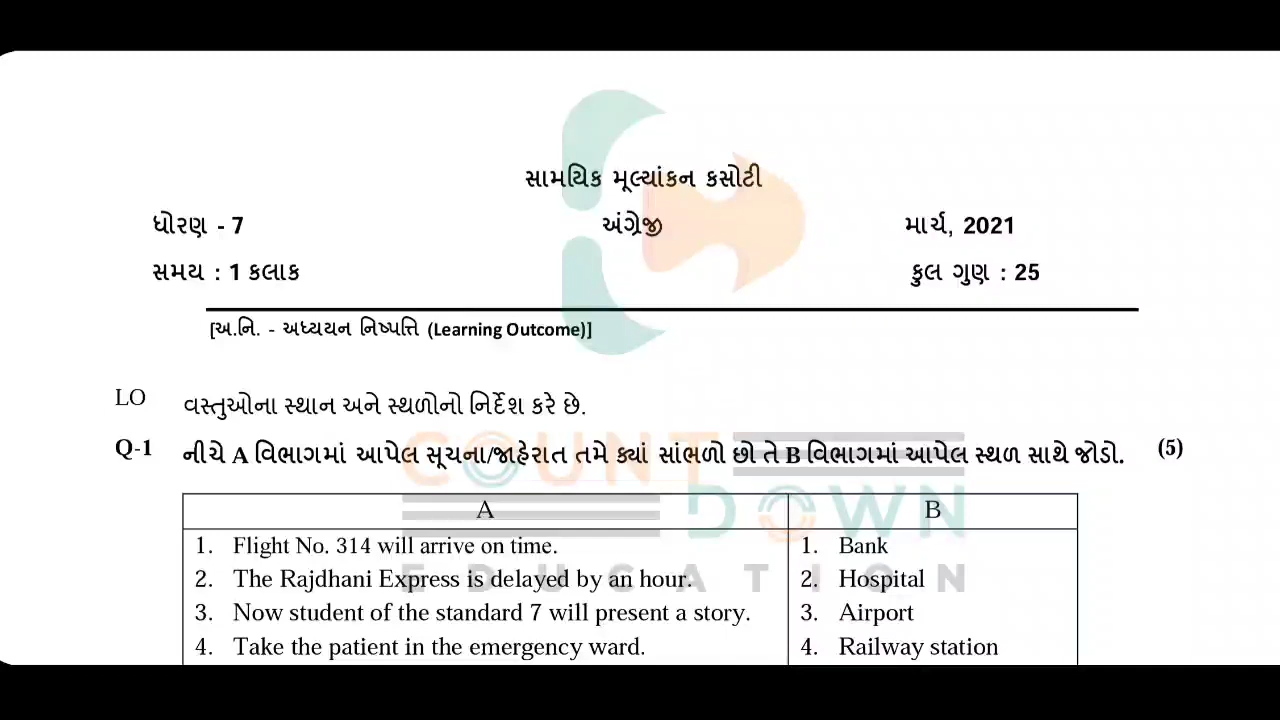 સામયિક મૂલ્યાંકન કસોટી
ધોરણ - 7 અંગ્રેજી માર્ચ, 2021
સમય : 1 કલાક કુલ ગુણ : 25
[અ.નિ. - અધ્યયન નિષ્પત્તિ (Learning Outcome)]
LO વસ્તુઓના સ્થાન અને સ્થળોનો નિર્દેશ કરે છે.
Q-1 નીચે A વિભાગમાં આપેલ સૂચના/જાહેરાત તમે ક્યાં સાંભળો છો તે B વિભાગમાં આપેલ સ્થળ સાથે જોડો. (5)
COUNT
DOWN
EDUCATION
A B
1. Flight No. 314 will arrive on time. 1. Bank
2. The Rajdhani Express is delayed by an hour. 2. Hospital
3. Now student of the standard 7 will present a story. 3. Airport
4. Take the patient in the emergency ward. 4. Railway station